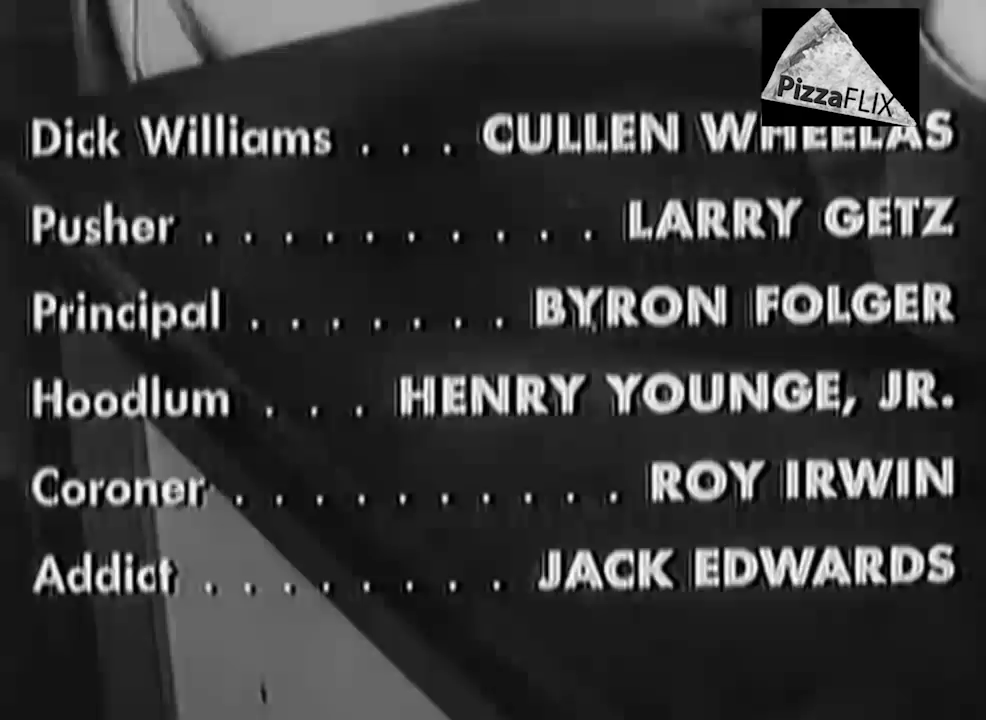 PizzaFLIX
Dick Williams . . . CULLEN WHEELAS
Pusher . . . . . . . . . . . LARRY GETZ
Principal . . . . . . . BYRON FOLGER
Hoodlum . . . HENRY YOUNGE, JR.
Coroner . . . . . . . . . . . ROY IRWIN
Addict . . . . . . . . JACK EDWARDS